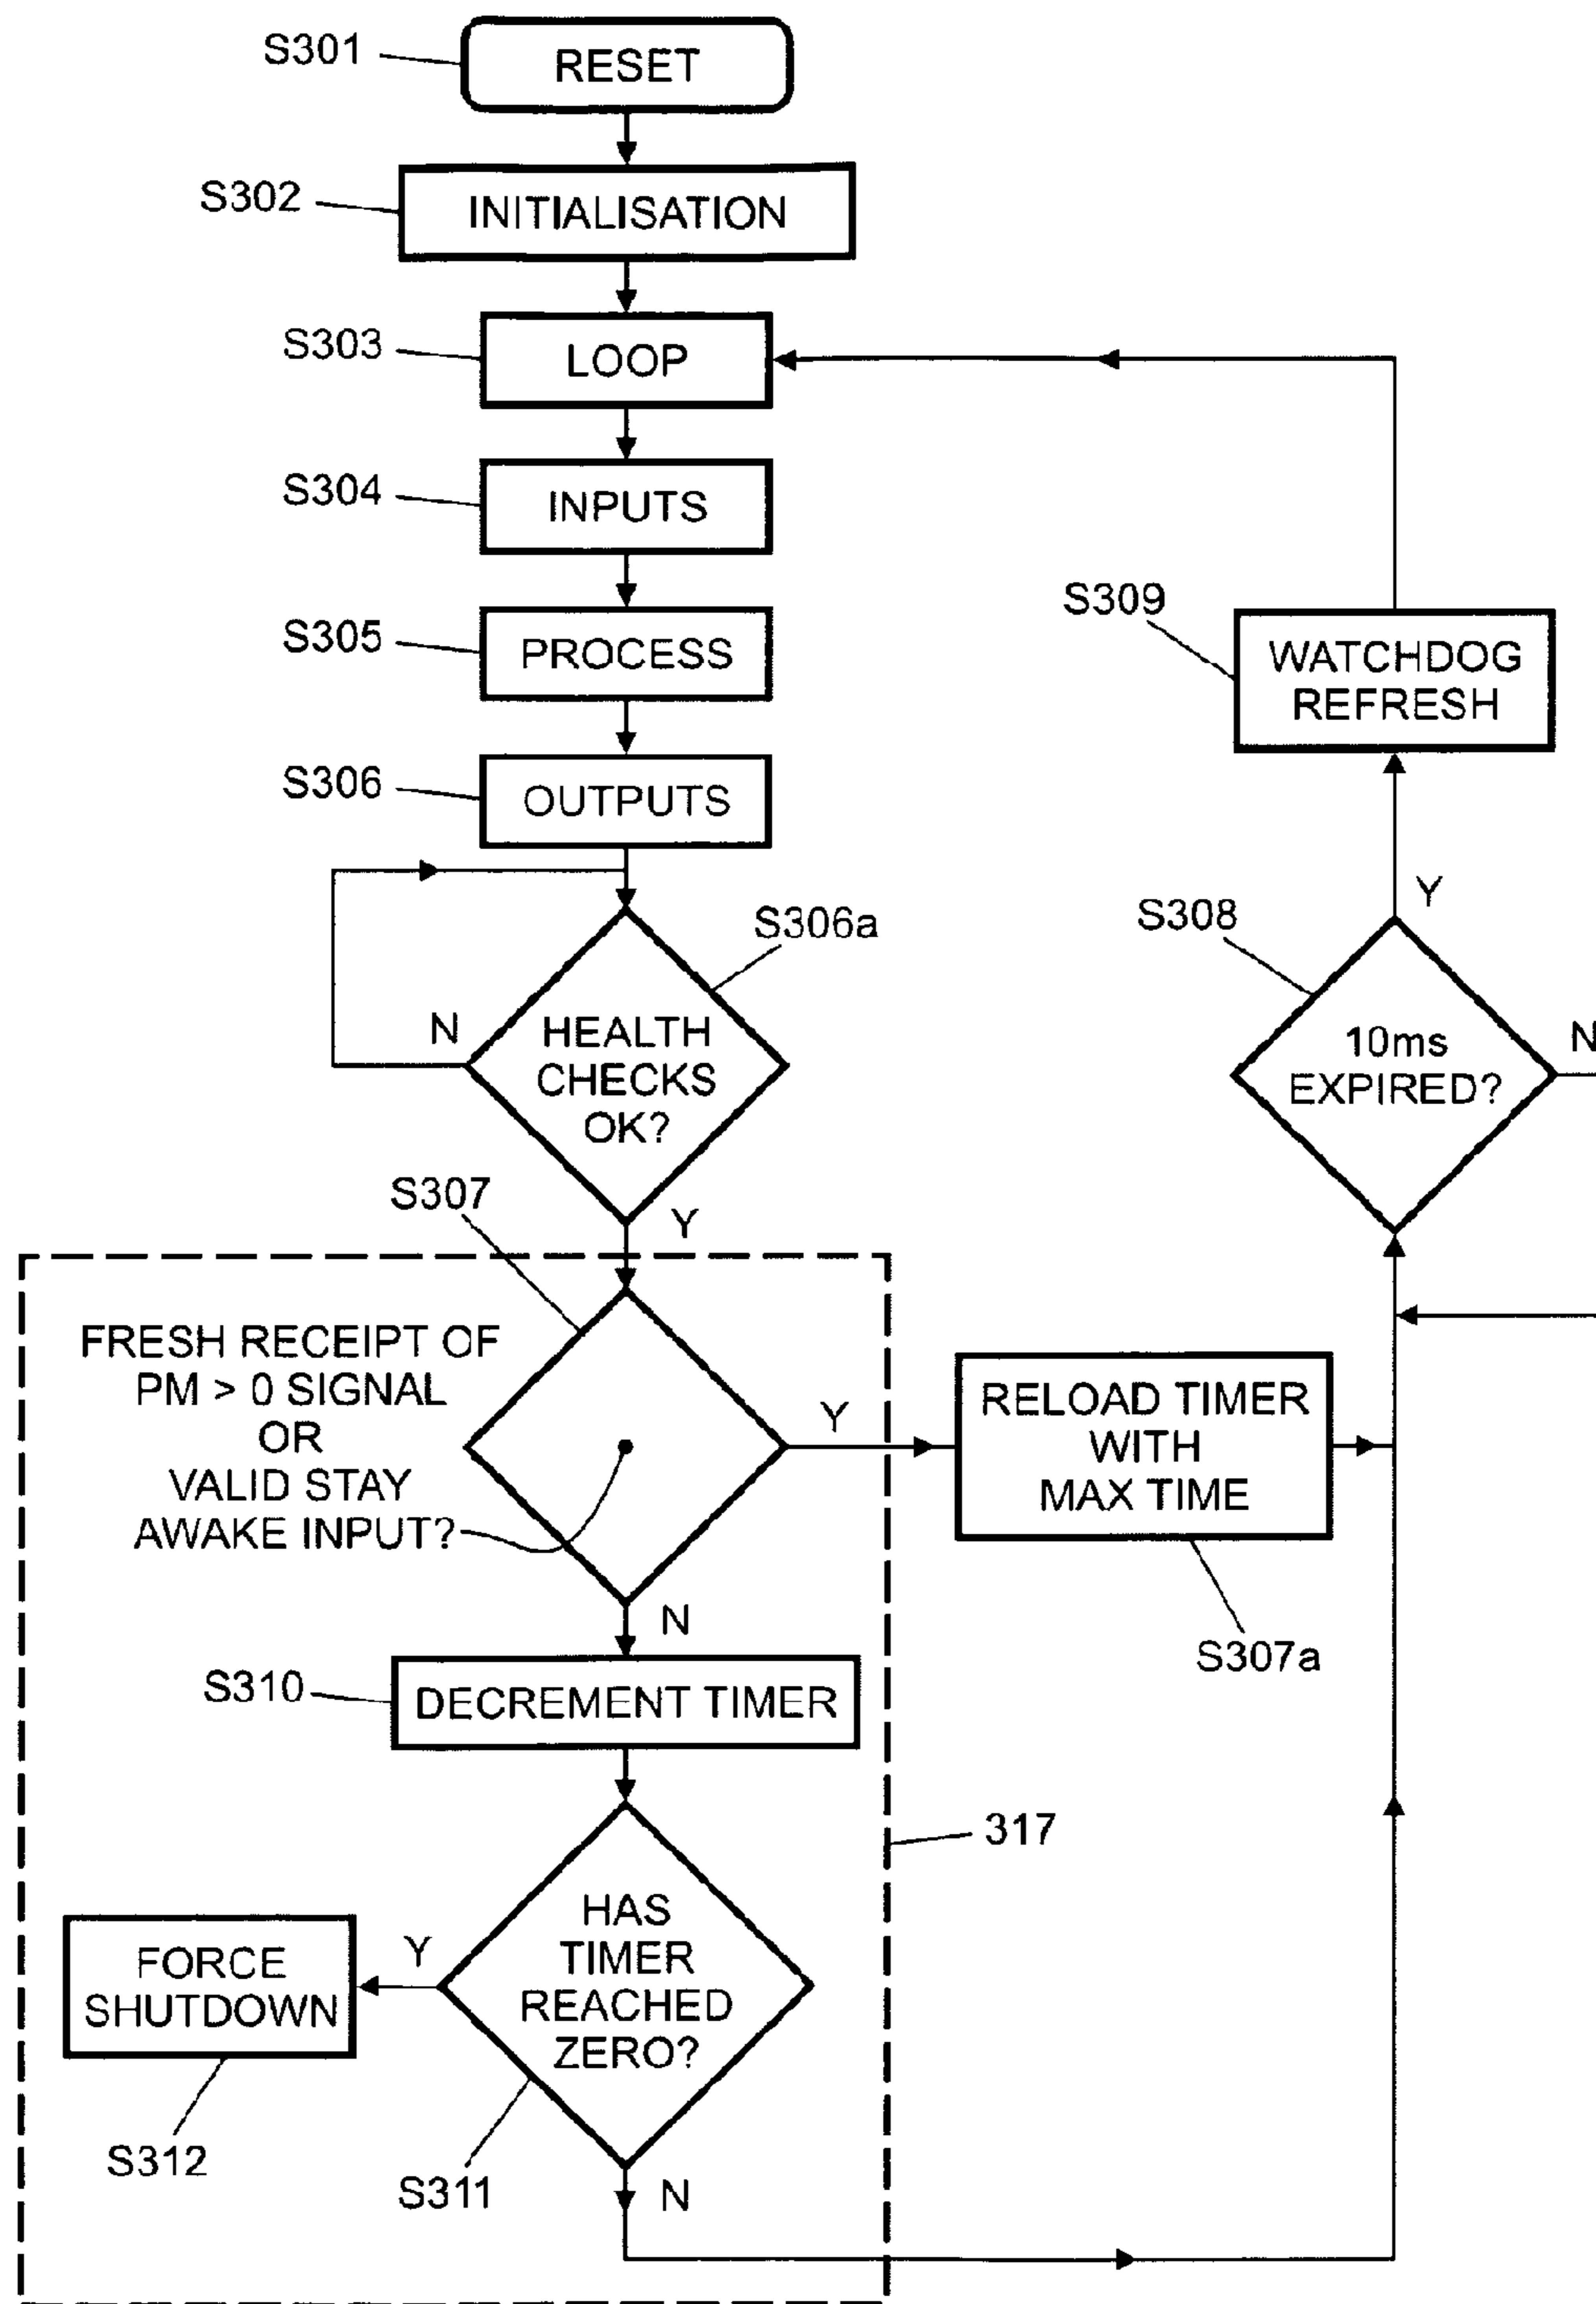 S301
RESET
S302
INITIALISATION
S303
LOOP
S304
INPUTS
S305
PROCESS
S306
OUTPUTS
S309
WATCHDOG
REFRESH
S306a
N
HEALTH
CHECKS
OK?
Y
S308
Y
10ms
EXPIRED?
N
S307
FRESH RECEIPT OF
PM > 0 SIGNAL
OR
VALID STAY
AWAKE INPUT?
Y
N
RELOAD TIMER
WITH
MAX TIME
S307a
S310
DECREMENT TIMER
317
HAS
TIMER
REACHED
ZERO?
Y
FORCE
SHUTDOWN
S312
S311
N